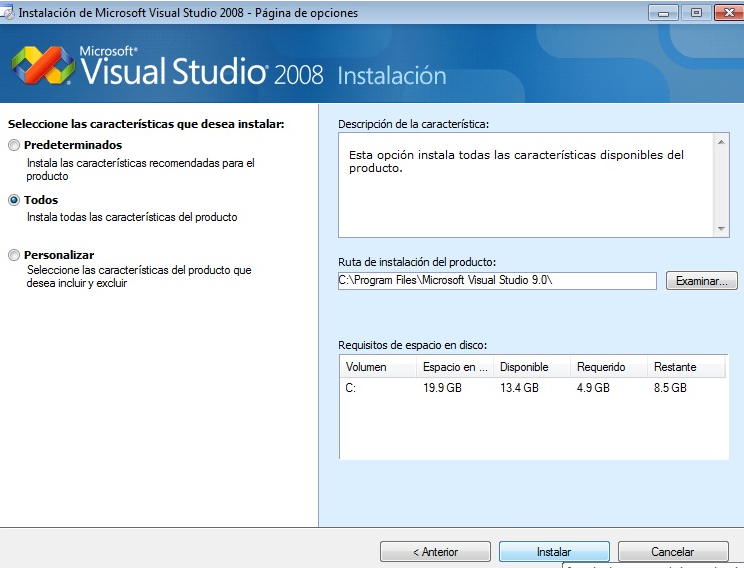 Instalación de Microsoft Visual Studio 2008 - Página de opciones
Microsoft®
Visual Studio® 2008 Instalación
Seleccione las características que desea instalar:
Predeterminados
Instala las características recomendadas para el
producto
Todos
Instala todas las características del producto
Personalizar
Seleccione las características del producto que
desea incluir y excluir
Descripción de la característica:
Esta opción instala todas las características disponibles del
producto.
Ruta de instalación del producto:
C:\Program Files\Microsoft Visual Studio 9.0\
Examinar...
Requisitos de espacio en disco:
Volumen Espacio en ... Disponible Requerido Restante
C: 19.9 GB 13.4 GB 4.9 GB 8.5 GB
< Anterior Instalar Cancelar